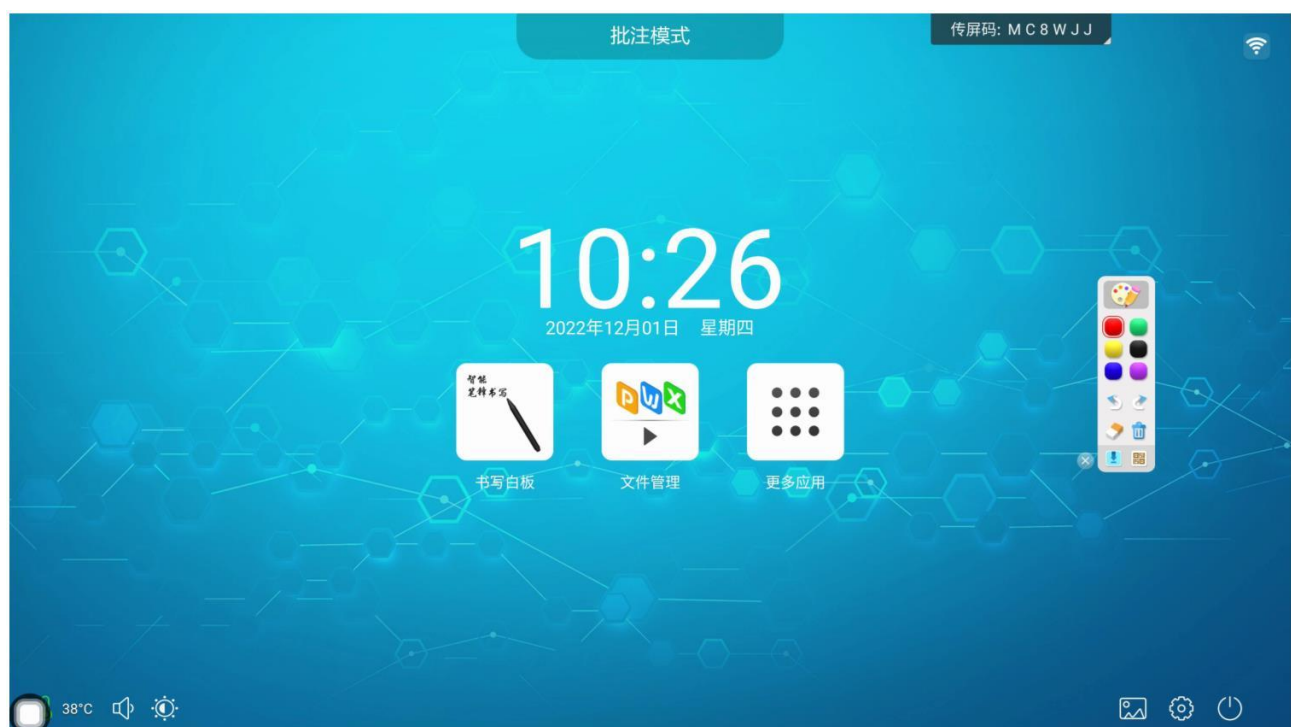 批注模式
传屏码: MC8WJJ
10:26
2022年12月01日 星期四
智能
笔锋书写
PWX
书写白板
文件管理
更多应用
38°C